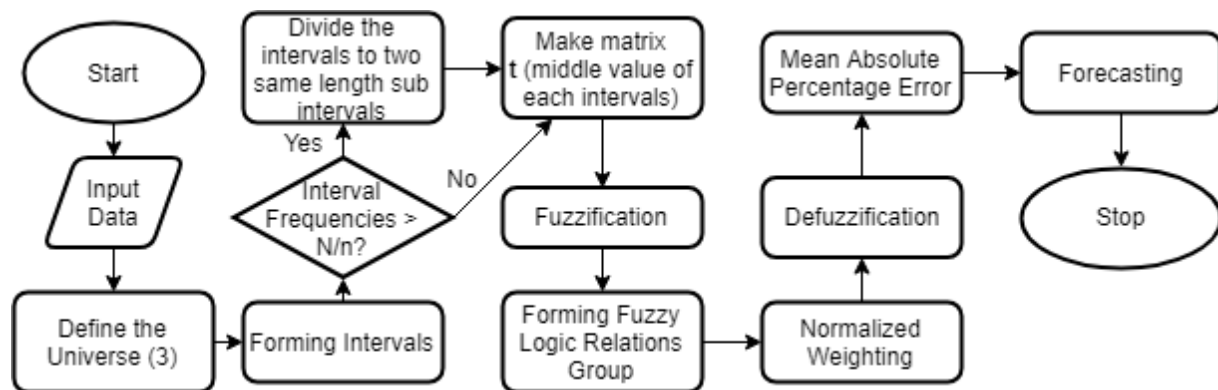 Start
Input
Data
Define the
Universe (3)
Forming Intervals
Interval
Frequencies >
N/n?
Yes
No
Divide the
intervals to two
same length sub
intervals
Make matrix
t (middle value of
each intervals)
Fuzzification
Forming Fuzzy
Logic Relations
Group
Normalized
Weighting
Defuzzification
Mean Absolute
Percentage Error
Forecasting
Stop